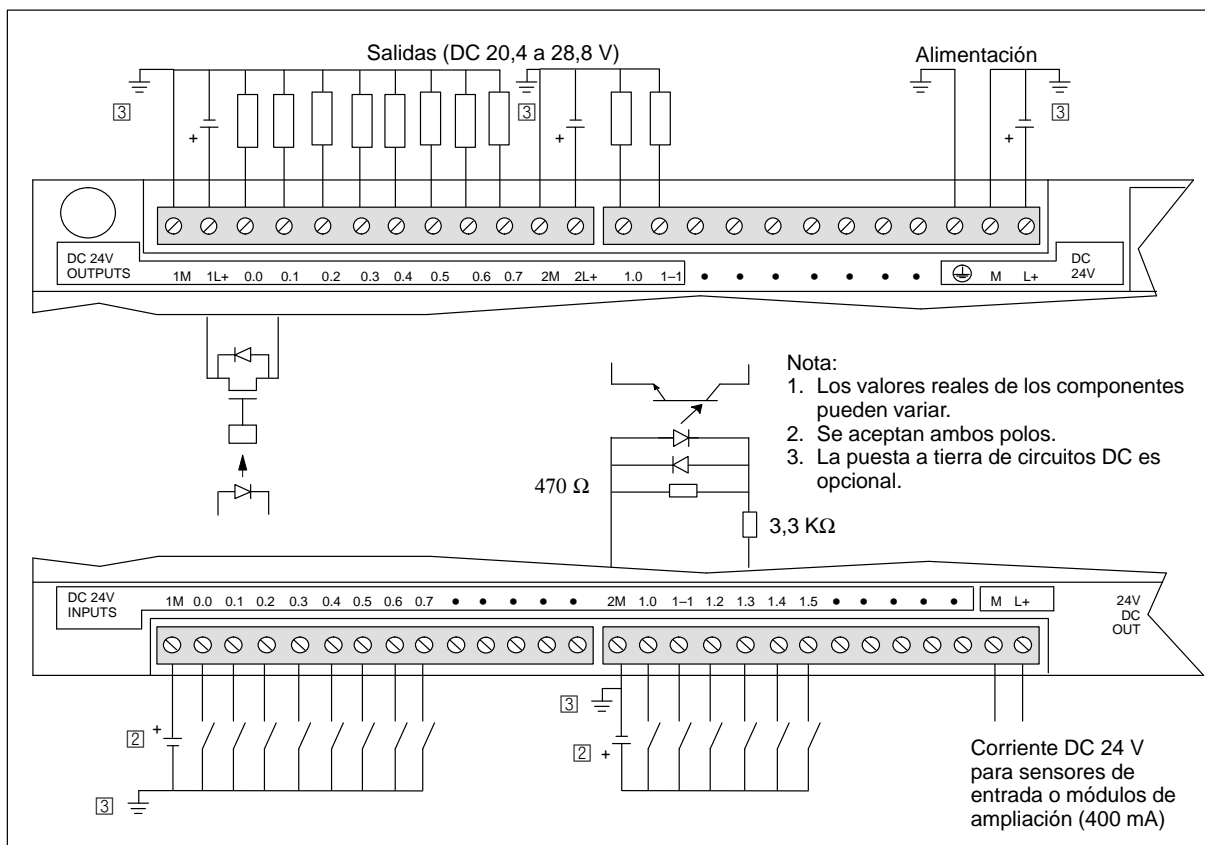 Salidas (DC 20,4 a 28,8 V)
Alimentación
3
3
3
+
+
+
DC 24V
OUTPUTS
1M 1L+ 0.0 0.1 0.2 0.3 0.4 0.5 0.6 0.7 2M 2L+ 1.0 1–1 • • • • • • • M L+
DC
24V
Nota:
1. Los valores reales de los componentes
pueden variar.
2. Se aceptan ambos polos.
3. La puesta a tierra de circuitos DC es
opcional.
470 Ω
3,3 KΩ
DC 24V
INPUTS
1M 0.0 0.1 0.2 0.3 0.4 0.5 0.6 0.7 • • • • • 2M 1.0 1–1 1.2 1.3 1.4 1.5 • • • • • M L+
24V
DC
OUT
3
2 +
2 +
3
Corriente DC 24 V
para sensores de
entrada o módulos de
ampliación (400 mA)